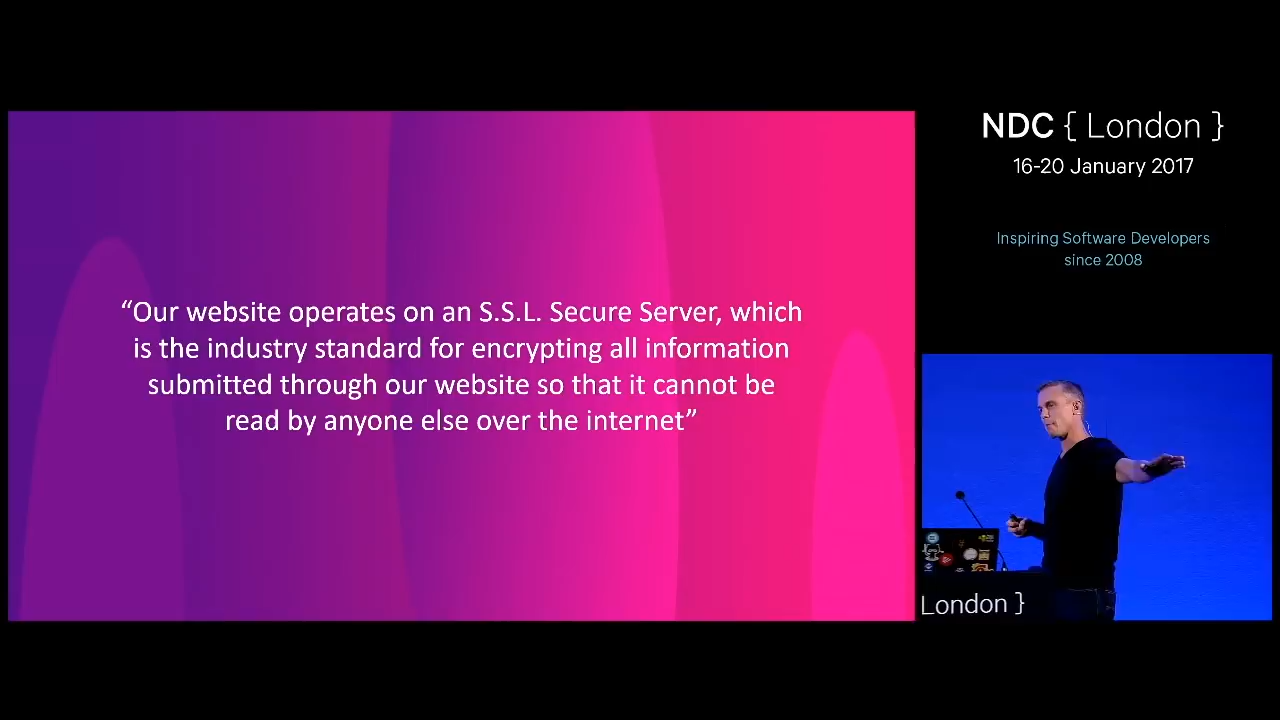 “Our website operates on an S.S.L. Secure Server, which
is the industry standard for encrypting all information
submitted through our website so that it cannot be
read by anyone else over the internet”
NDC { London }
16-20 January 2017
Inspiring Software Developers
since 2008
London }